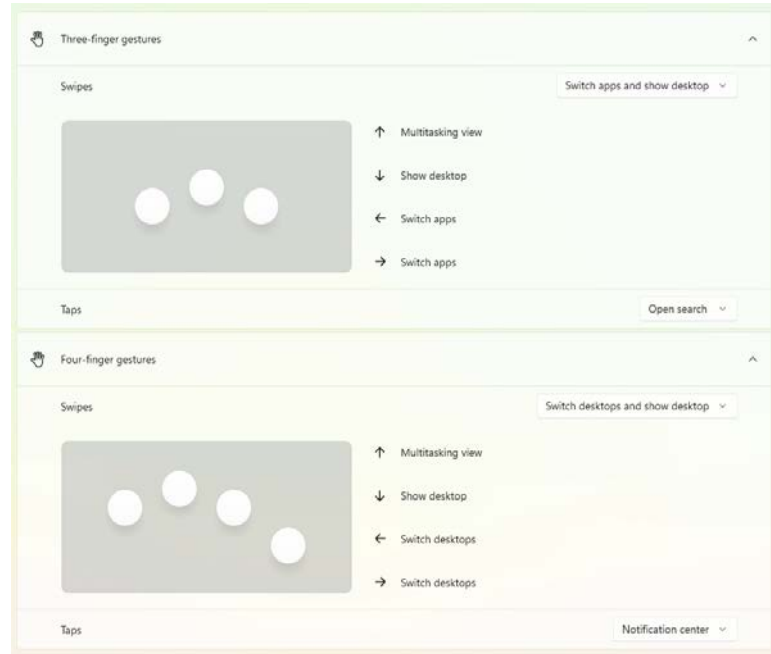 Three-finger gestures
Swipes
Switch apps and show desktop
↑ Multitasking view
↓ Show desktop
← Switch apps
→ Switch apps
Taps
Open search
Four-finger gestures
Swipes
Switch desktops and show desktop
↑ Multitasking view
↓ Show desktop
← Switch desktops
→ Switch desktops
Taps
Notification center